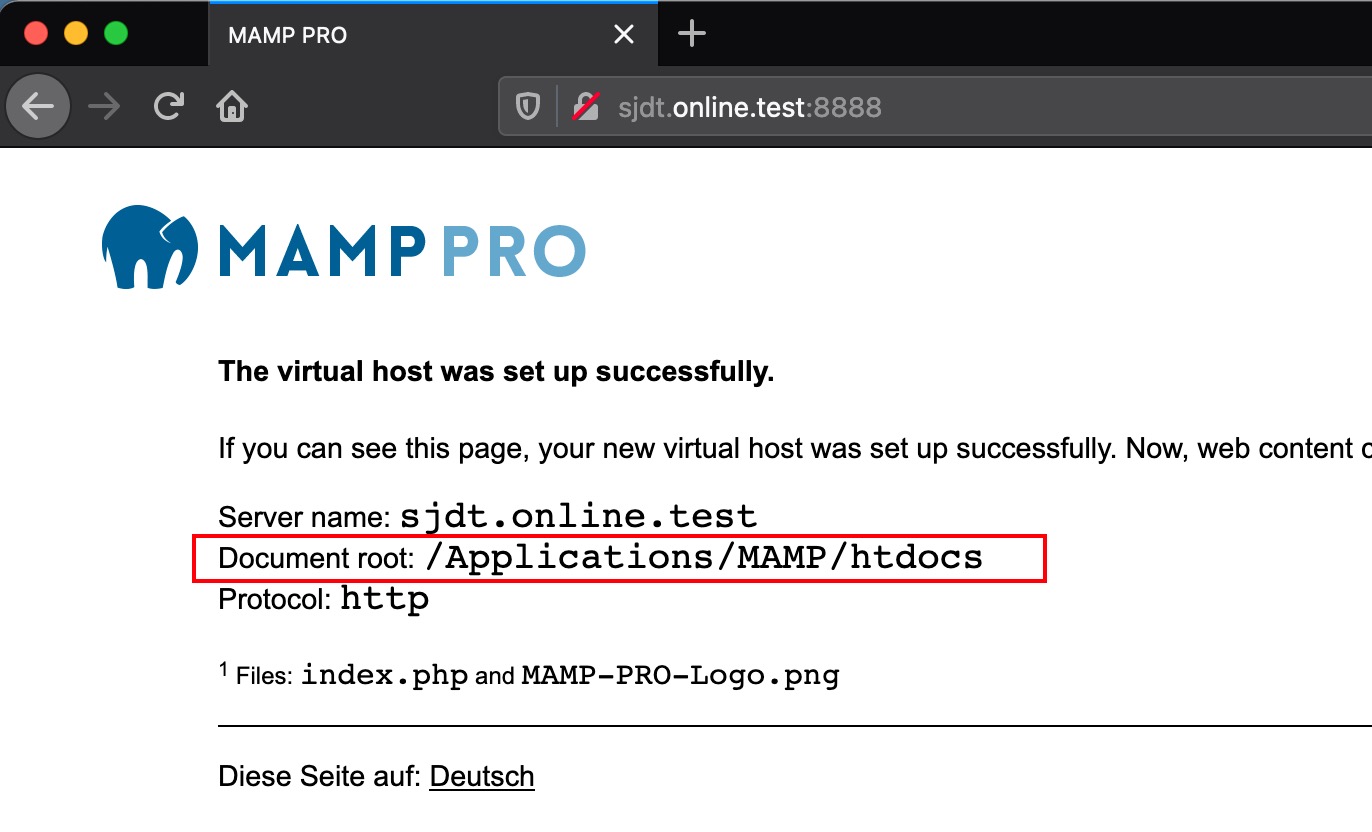 MAMP PRO
sjdt.online.test:8888
MAMP PRO
The virtual host was set up successfully.
If you can see this page, your new virtual host was set up successfully. Now, web content
Server name: sjdt.online.test
Document root: /Applications/MAMP/htdocs
Protocol: http
1 Files: index.php and MAMP-PRO-Logo.png
Diese Seite auf: Deutsch